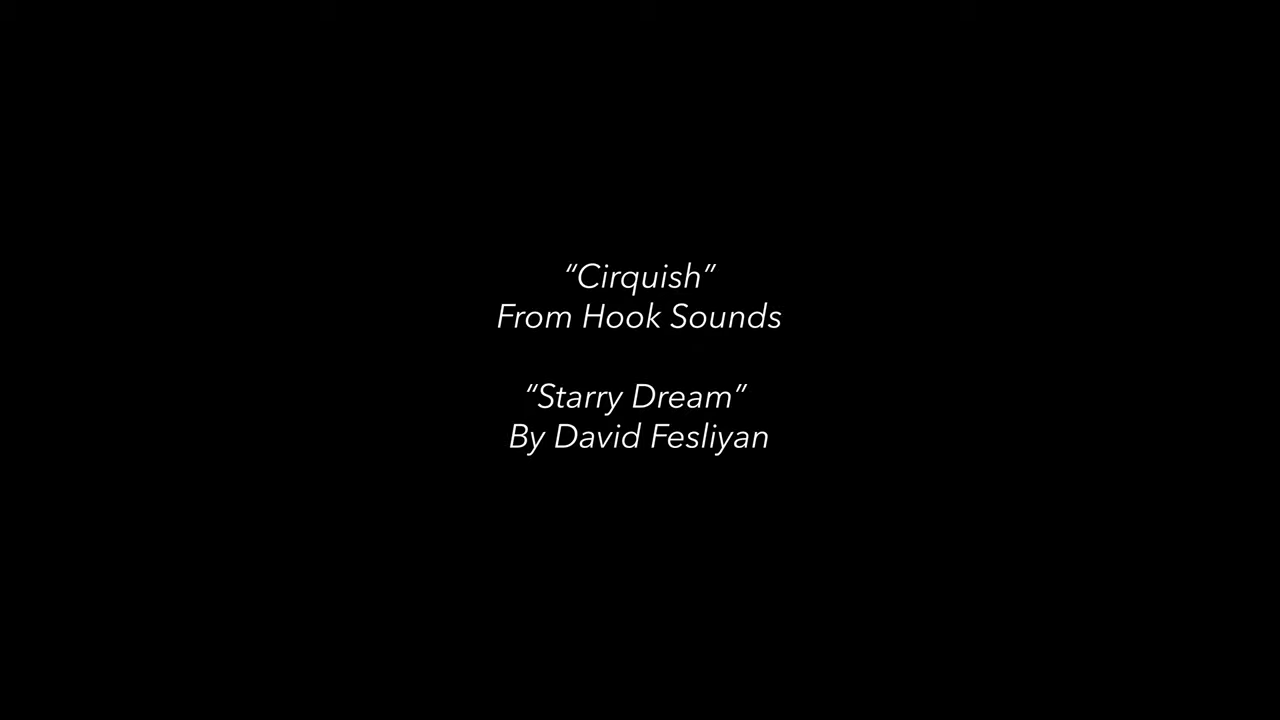 “Cirquish”
From Hook Sounds
“Starry Dream”
By David Fesliyan